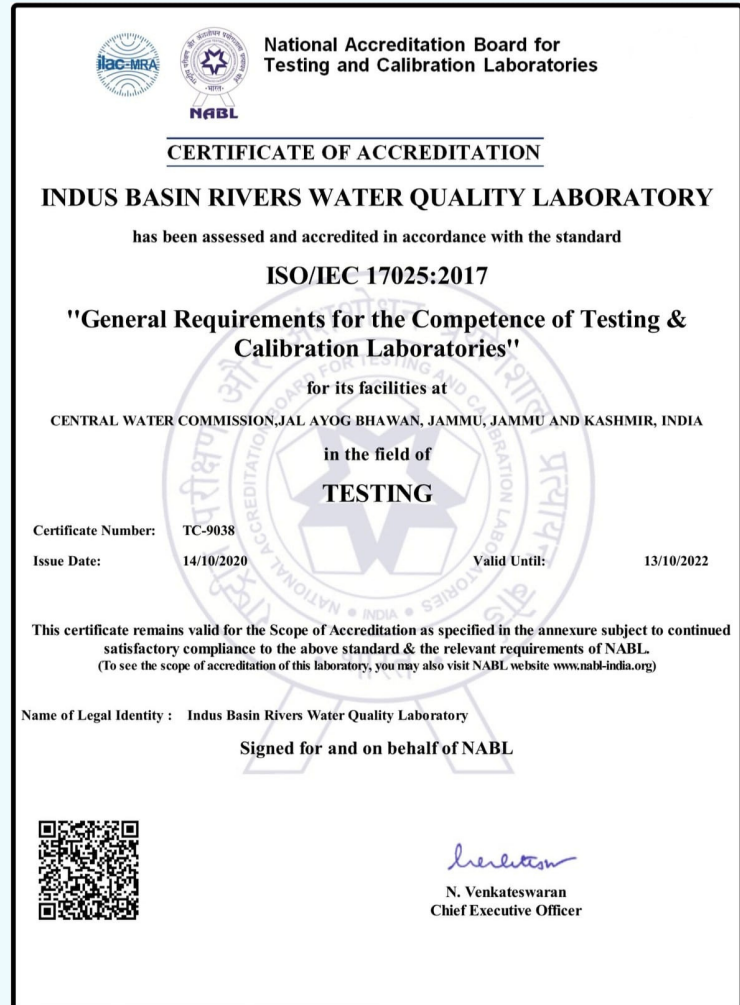 ilac-MRA
NABL
National Accreditation Board for
Testing and Calibration Laboratories
CERTIFICATE OF ACCREDITATION
INDUS BASIN RIVERS WATER QUALITY LABORATORY
has been assessed and accredited in accordance with the standard
ISO/IEC 17025:2017
"General Requirements for the Competence of Testing &
Calibration Laboratories"
for its facilities at
CENTRAL WATER COMMISSION,JAL AYOG BHAWAN, JAMMU, JAMMU AND KASHMIR, INDIA
in the field of
TESTING
Certificate Number: TC-9038
Issue Date: 14/10/2020 Valid Until: 13/10/2022
This certificate remains valid for the Scope of Accreditation as specified in the annexure subject to continued
satisfactory compliance to the above standard & the relevant requirements of NABL.
(To see the scope of accreditation of this laboratory, you may also visit NABL website www.nabl-india.org)
Name of Legal Identity : Indus Basin Rivers Water Quality Laboratory
Signed for and on behalf of NABL
N. Venkateswaran
Chief Executive Officer